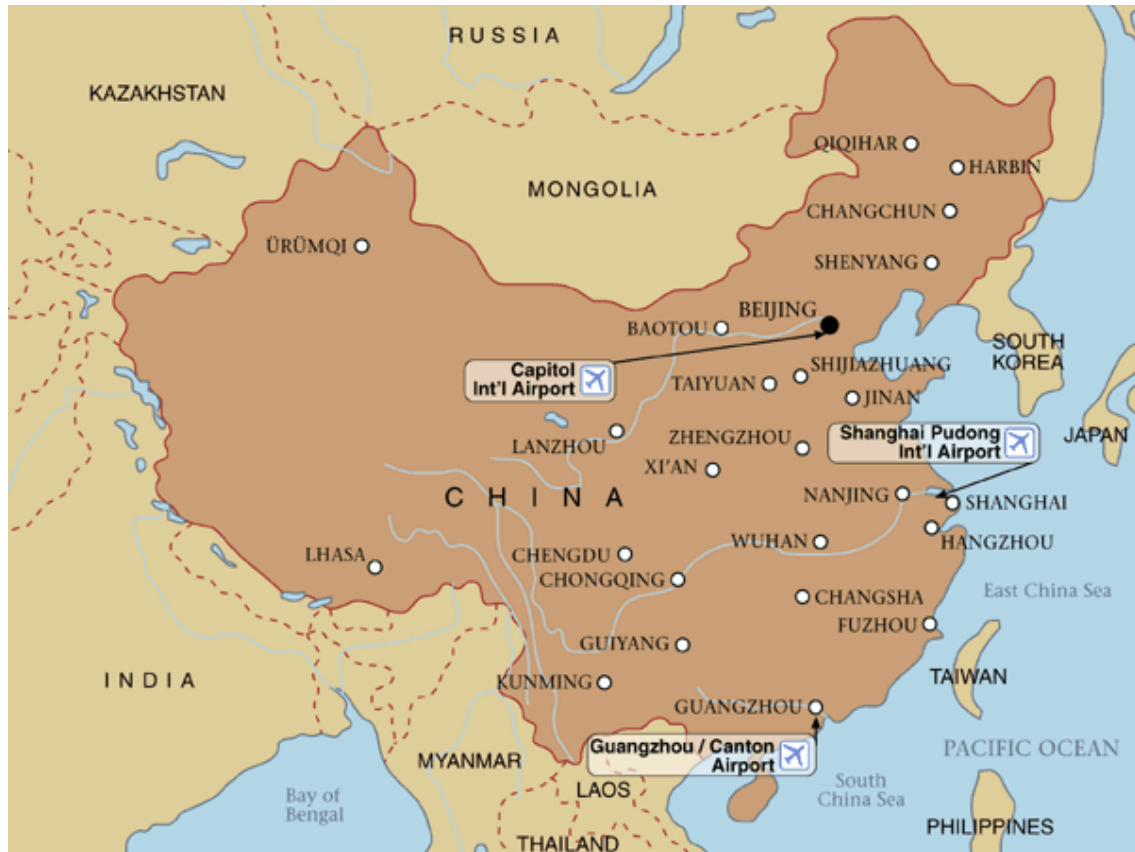 RUSSIA
KAZAKHSTAN
MONGOLIA
QIQIHAR
HARBIN
CHANGCHUN
ÜRÜMQI
SHENYANG
BEIJING
BAOTOU
SOUTH
KOREA
Capitol
Int'l Airport
SHIJIAZHUANG
TAIYUAN
JINAN
LANZHOU
ZHENGZHOU
Shanghai Pudong
Int'l Airport
JAPAN
XI'AN
CHINA
NANJING
SHANGHAI
WUHAN
HANGZHOU
LHASA
CHENGDU
CHONGQING
East China Sea
CHANGSHA
FUZHOU
GUIYANG
INDIA
KUNMING
TAIWAN
GUANGZHOU
Guangzhou / Canton
Airport
PACIFIC OCEAN
MYANMAR
Bay of
Bengal
LAOS
South
China Sea
PHILIPPINES
THAILAND